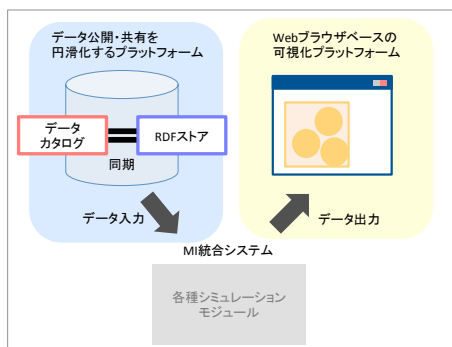 データ公開・共有を
円滑化するプラットフォーム
データ
カタログ
RDFストア
同期
データ入力
Webブラウザベースの
可視化プラットフォーム
データ出力
MI統合システム
各種シミュレーション
モジュール